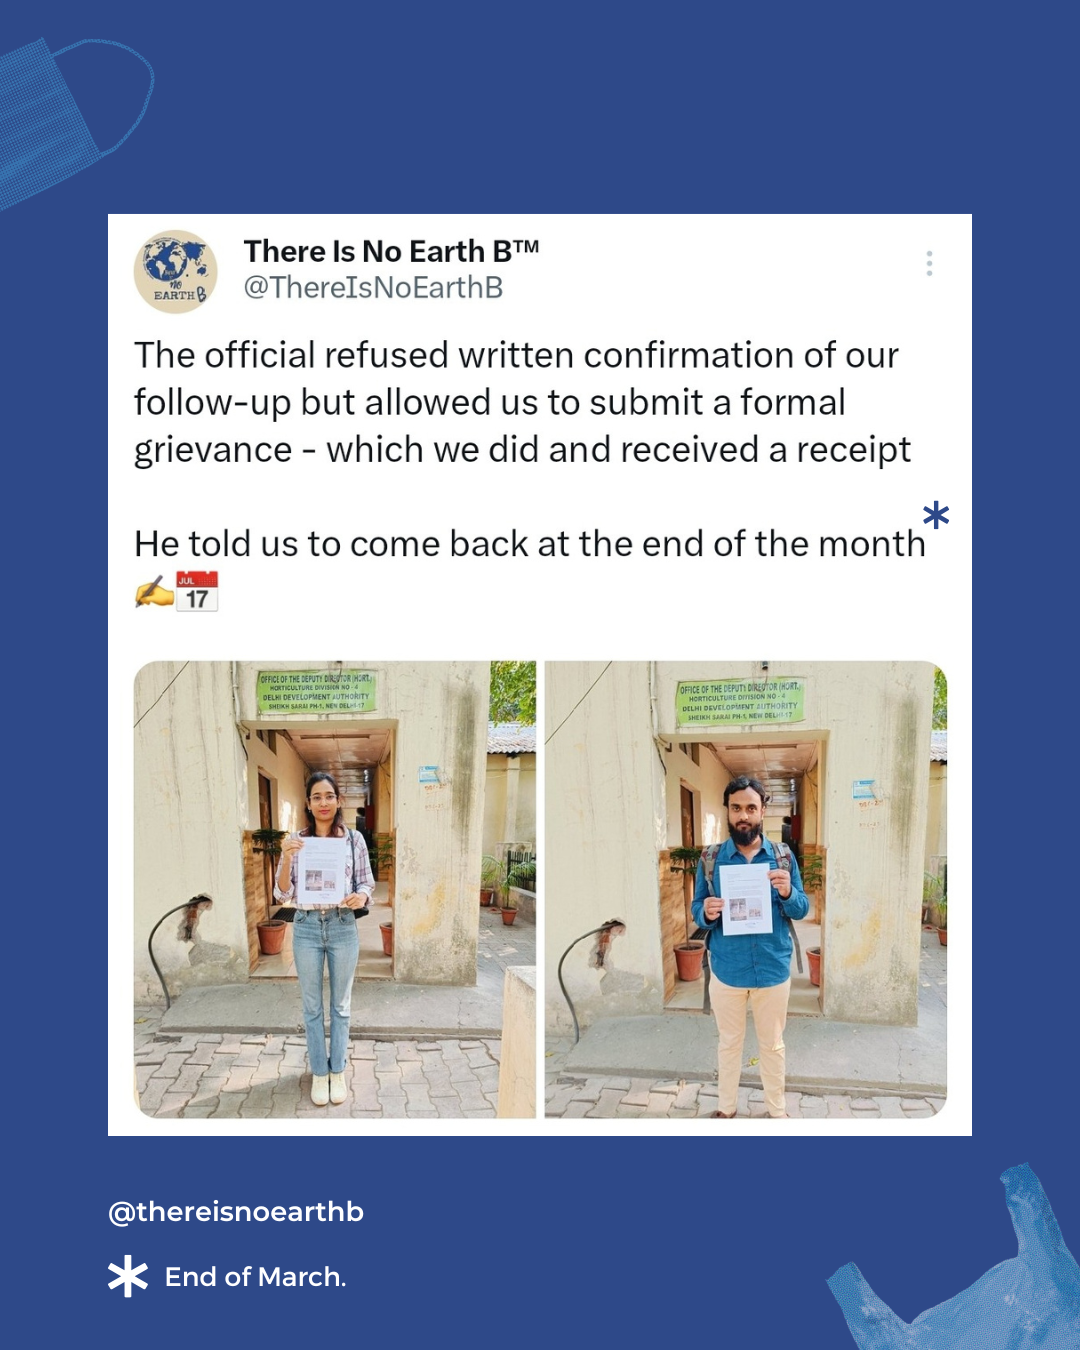 There Is No Earth B™
@ThereIsNoEarthB
no
EARTH B
The official refused written confirmation of our
follow-up but allowed us to submit a formal
grievance - which we did and received a receipt
*
He told us to come back at the end of the month
✍️📅
JUL
17
OFFICE OF THE DEPUTY DIRECTOR (HORT.)
HORTICULTURE DIVISION NO - 4
DELHI DEVELOPMENT AUTHORITY
SHEIKH SARAI PH-1, NEW DELHI-17
OFFICE OF THE DEPUTY DIRECTOR (HORT.)
HORTICULTURE DIVISION NO - 4
DELHI DEVELOPMENT AUTHORITY
SHEIKH SARAI PH-1, NEW DELHI-17
@thereisnoearthb
* End of March.